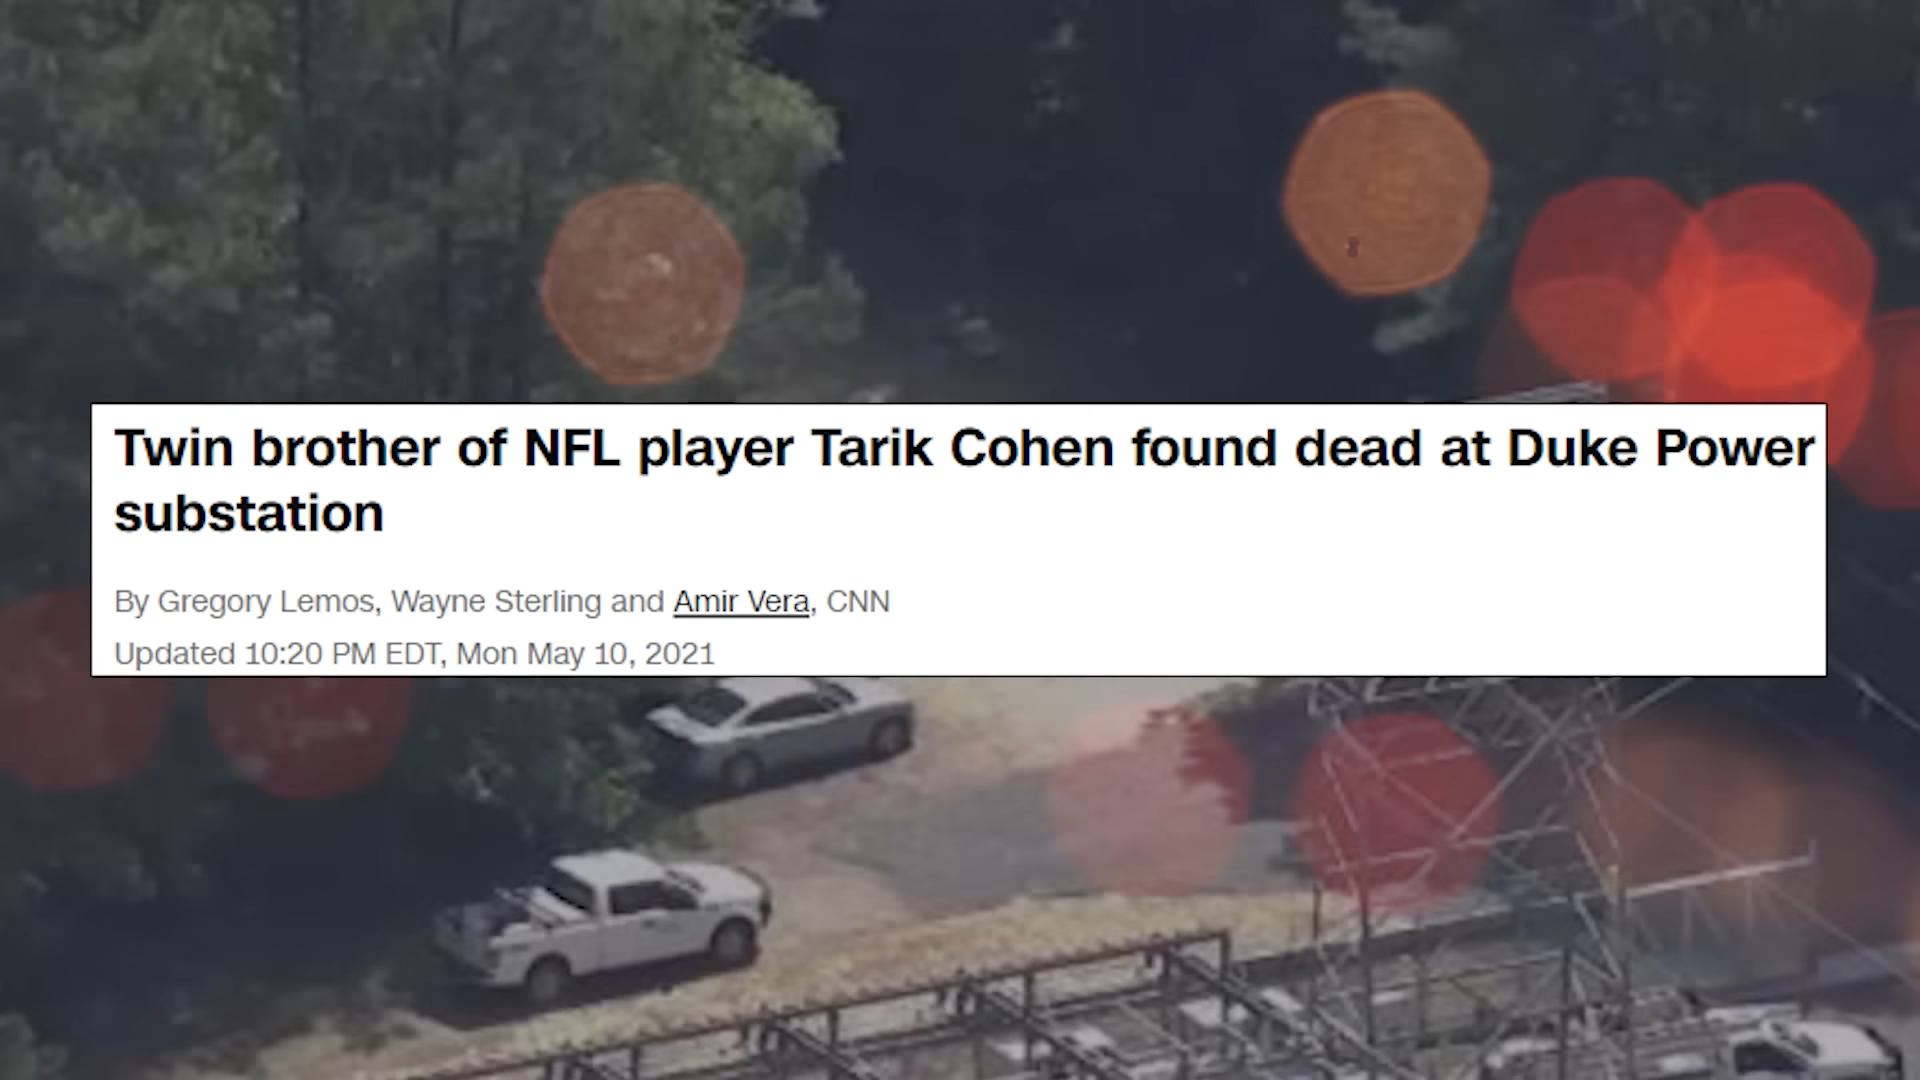 Twin brother of NFL player Tarik Cohen found dead at Duke Power
substation
By Gregory Lemos, Wayne Sterling and Amir Vera, CNN
Updated 10:20 PM EDT, Mon May 10, 2021